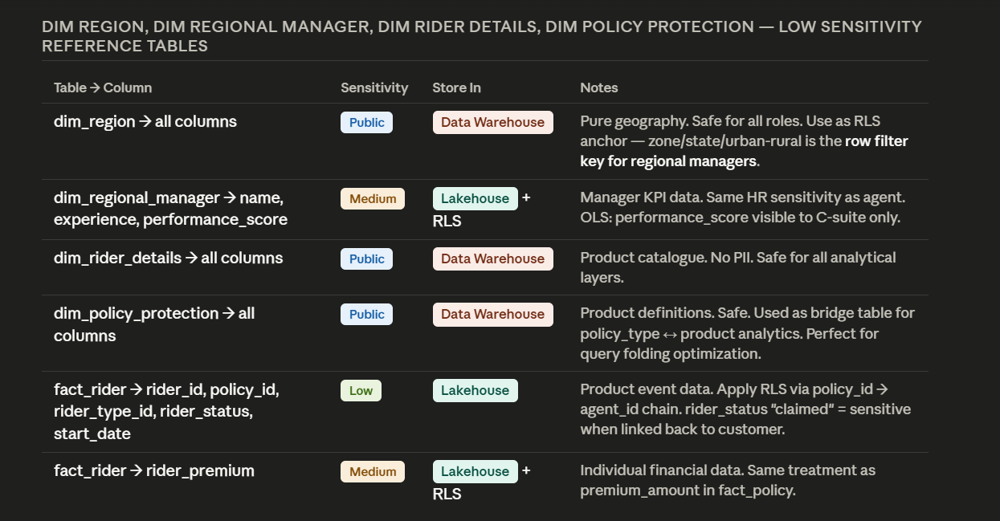 DIM REGION, DIM REGIONAL MANAGER, DIM RIDER DETAILS, DIM POLICY PROTECTION — LOW SENSITIVITY
REFERENCE TABLES
Table → Column Sensitivity Store In Notes
dim_region → all columns Public Data Warehouse Pure geography. Safe for all roles. Use as RLS
anchor — zone/state/urban-rural is the row filter
key for regional managers.
dim_regional_manager → name, Medium Lakehouse + Manager KPI data. Same HR sensitivity as agent.
experience, performance_score RLS OLS: performance_score visible to C-suite only.
dim_rider_details → all columns Public Data Warehouse Product catalogue. No PII. Safe for all analytical
layers.
dim_policy_protection → all Public Data Warehouse Product definitions. Safe. Used as bridge table for
columns policy_type ↔ product analytics. Perfect for
query folding optimization.
fact_rider → rider_id, policy_id, Low Lakehouse Product event data. Apply RLS via policy_id →
rider_type_id, rider_status, agent_id chain. rider_status "claimed" = sensitive
start_date when linked back to customer.
fact_rider → rider_premium Medium Lakehouse + Individual financial data. Same treatment as
RLS premium_amount in fact_policy.